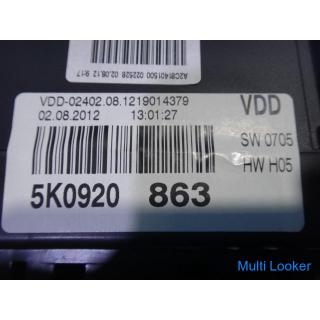 A2C81401500 022528 02.08.12 9:17
VDD-02402.08.1219014379
VDD
02.08.2012 13:01:27
SW 0705
HW H05
5K0920 863
Multi Looker